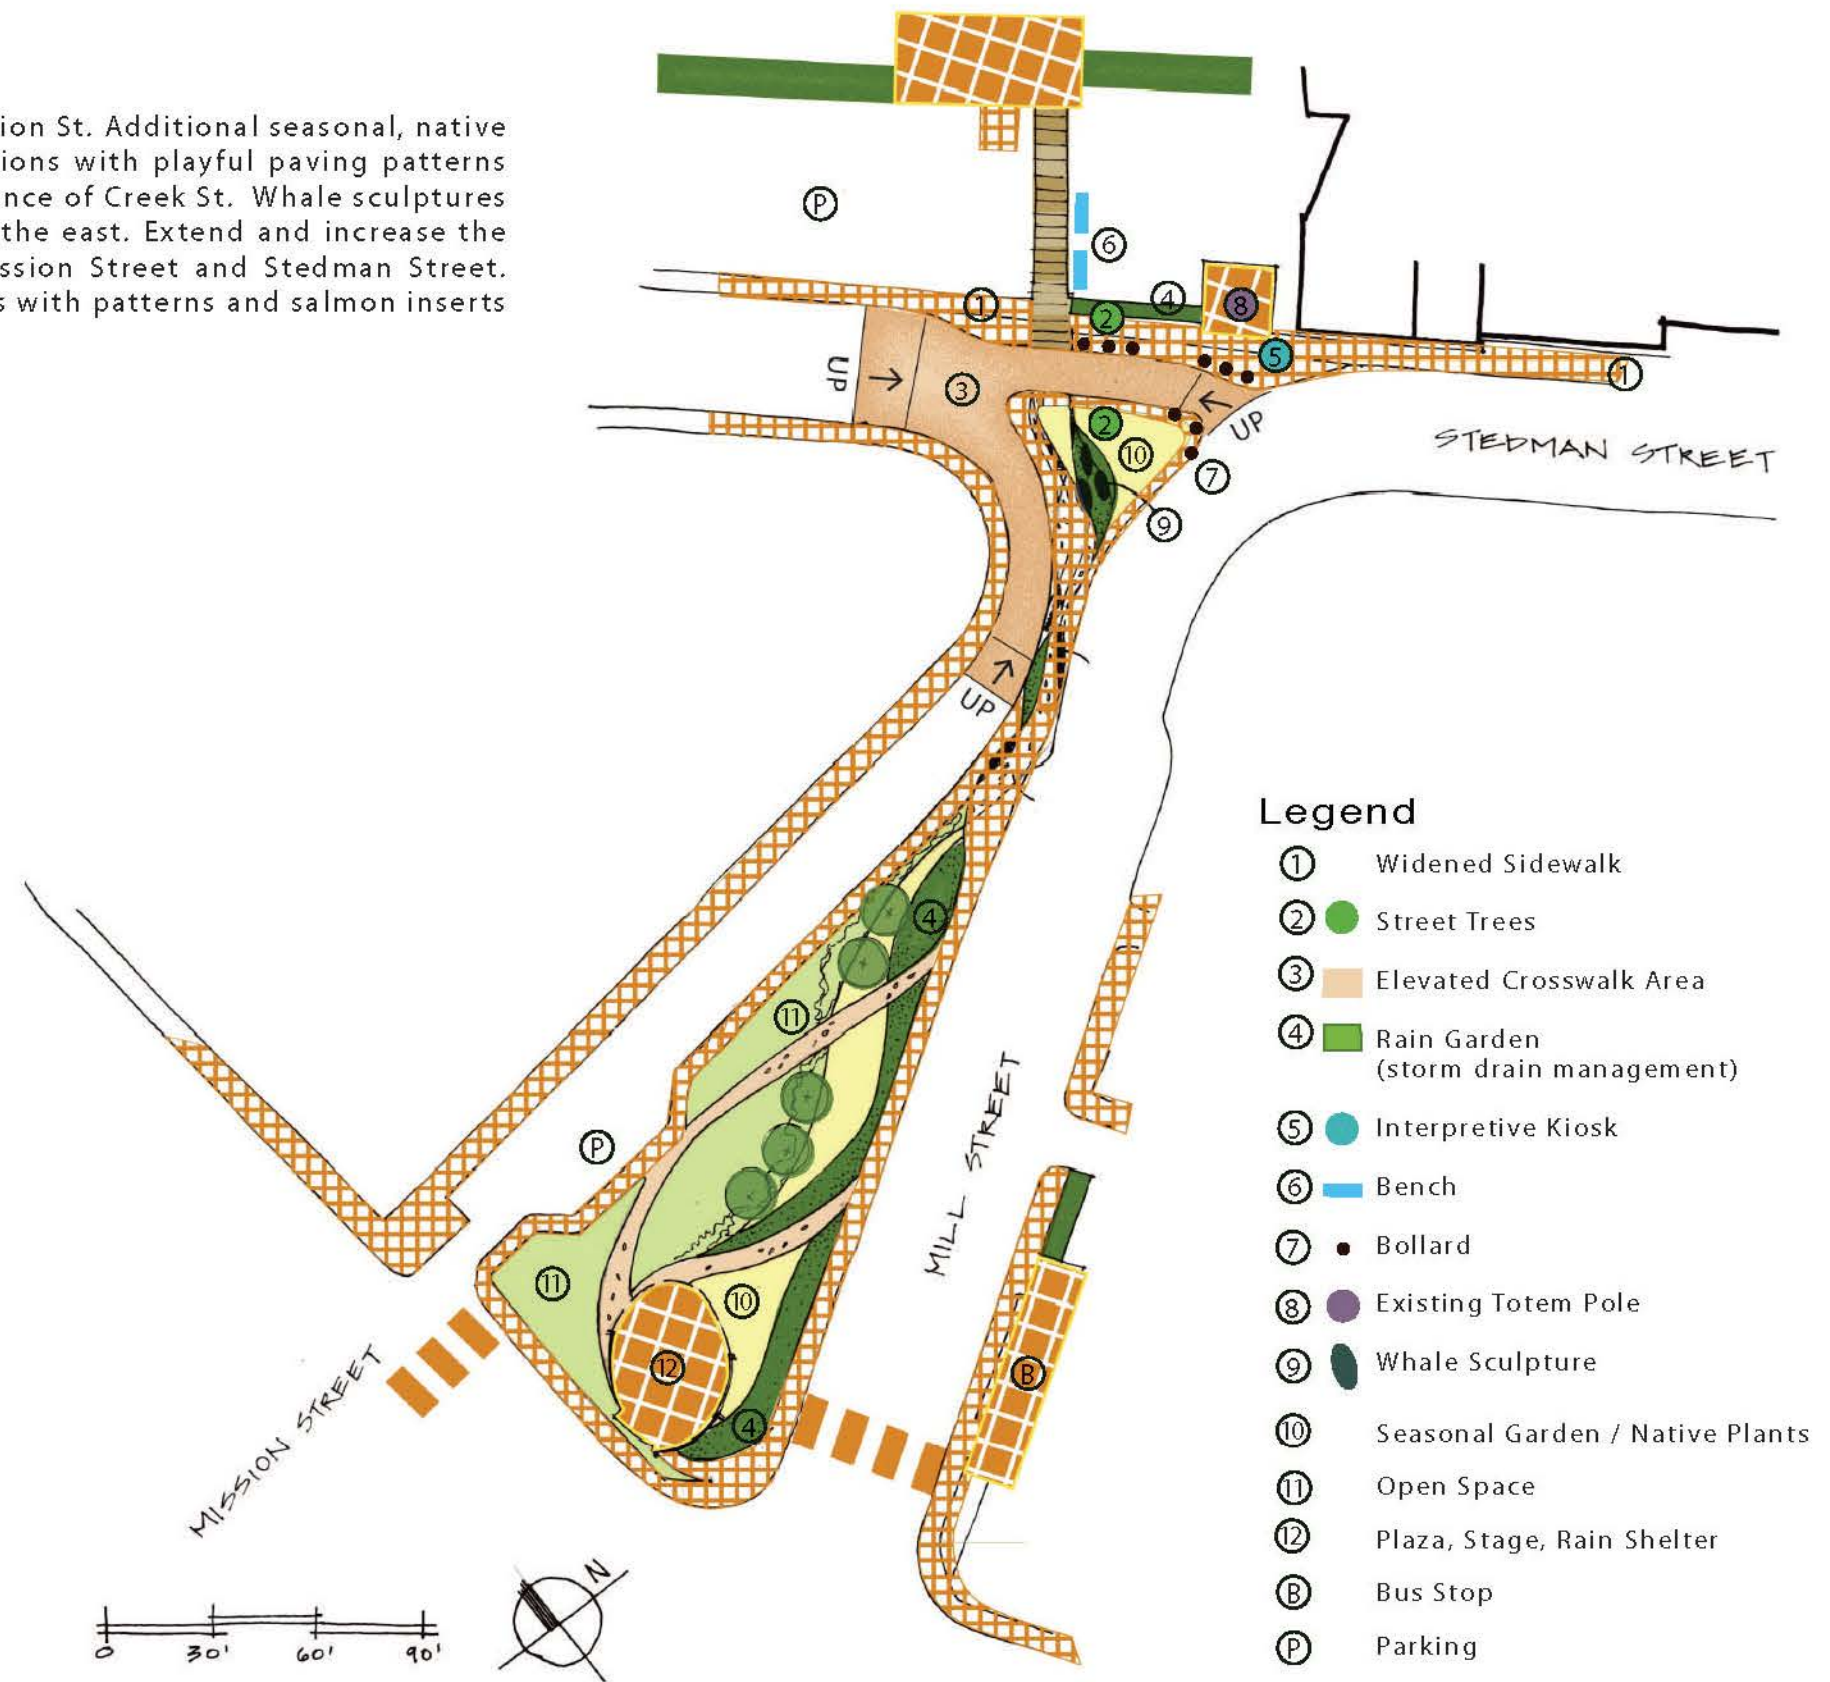 ion St. Additional seasonal, native
ions with playful paving patterns
nce of Creek St. Whale sculptures
the east. Extend and increase the
ssion Street and Stedman Street.
s with patterns and salmon inserts
P
6
1
2
4
8
5
1
UP
3
UP
2
10
7
9
STEDMAN STREET
UP
4
11
P
MILL STREET
11
10
12
4
B
MISSION STREET
N
0 30' 60' 90'
Legend
1 Widened Sidewalk
2 Street Trees
3 Elevated Crosswalk Area
4 Rain Garden
(storm drain management)
5 Interpretive Kiosk
6 Bench
7 Bollard
8 Existing Totem Pole
9 Whale Sculpture
10 Seasonal Garden / Native Plants
11 Open Space
12 Plaza, Stage, Rain Shelter
B Bus Stop
P Parking